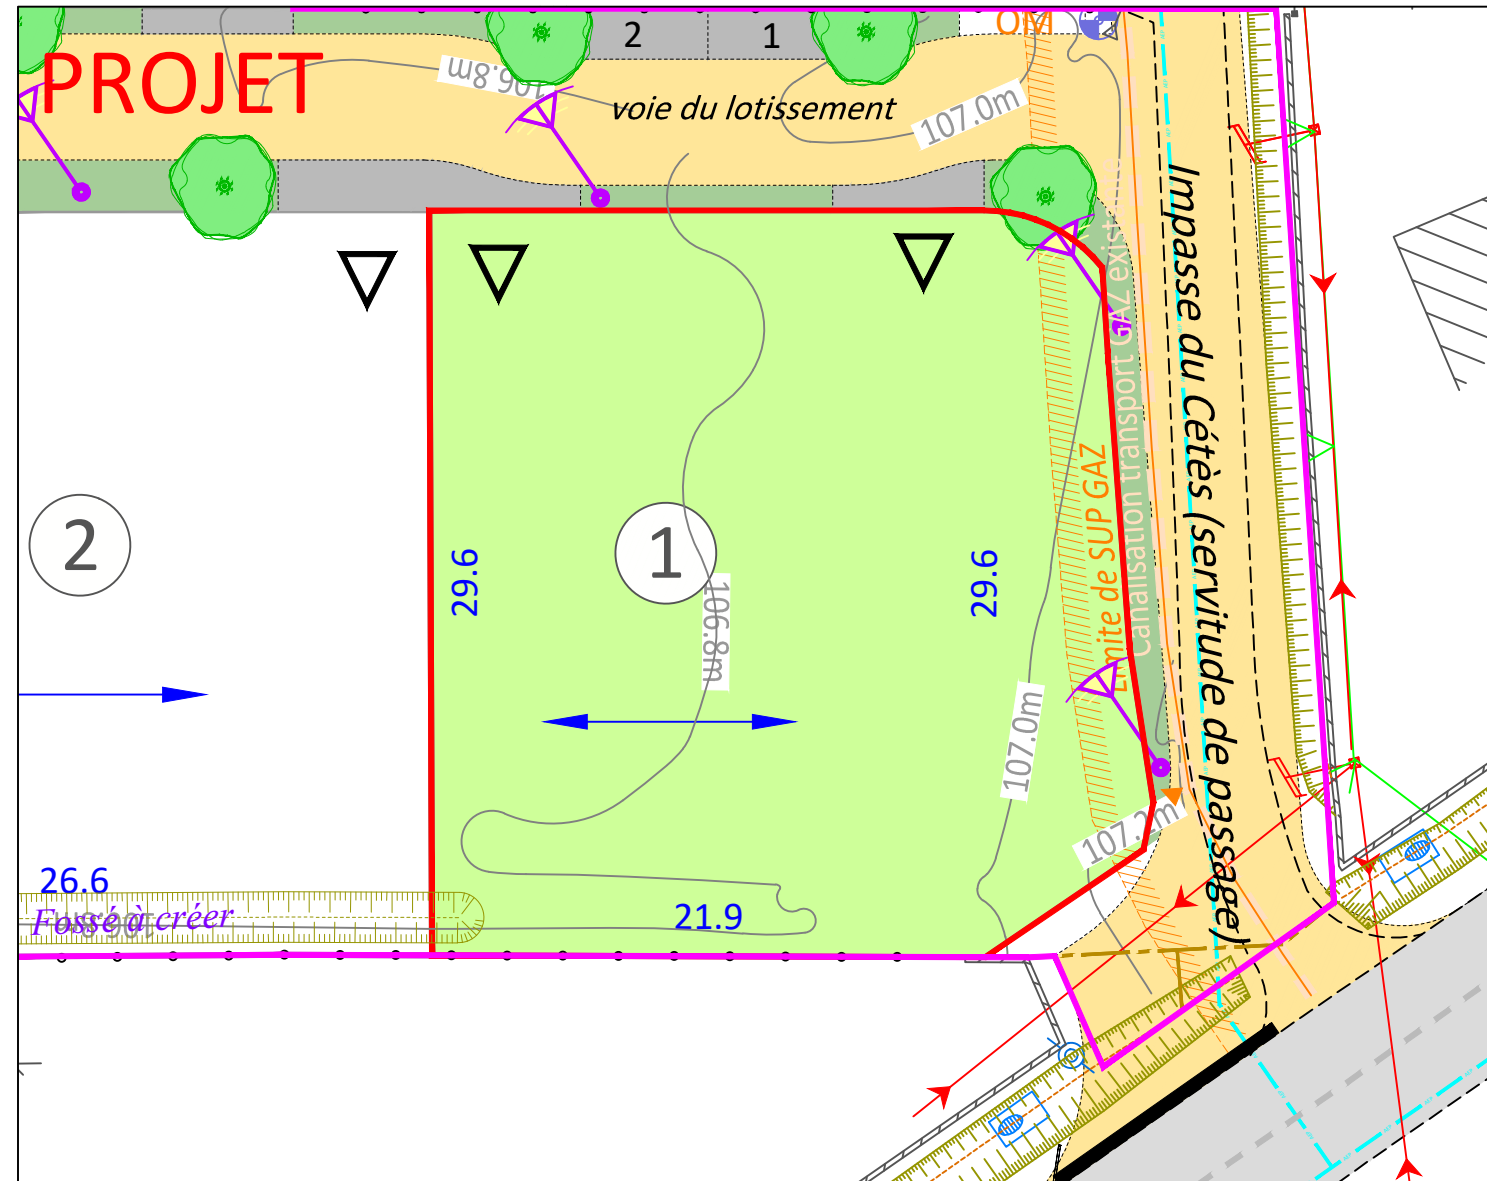 OM
2
1
PROJET
106.8m
voie du lotissement
107.0m
Impasse du Cétès (servitude de passage)
Canalisation transport GAZ exist
Limite de SUP GAZ
2
1
29.6
29.6
106.8m
107.0m
107.2m
26.6
Fossé à créer
21.9